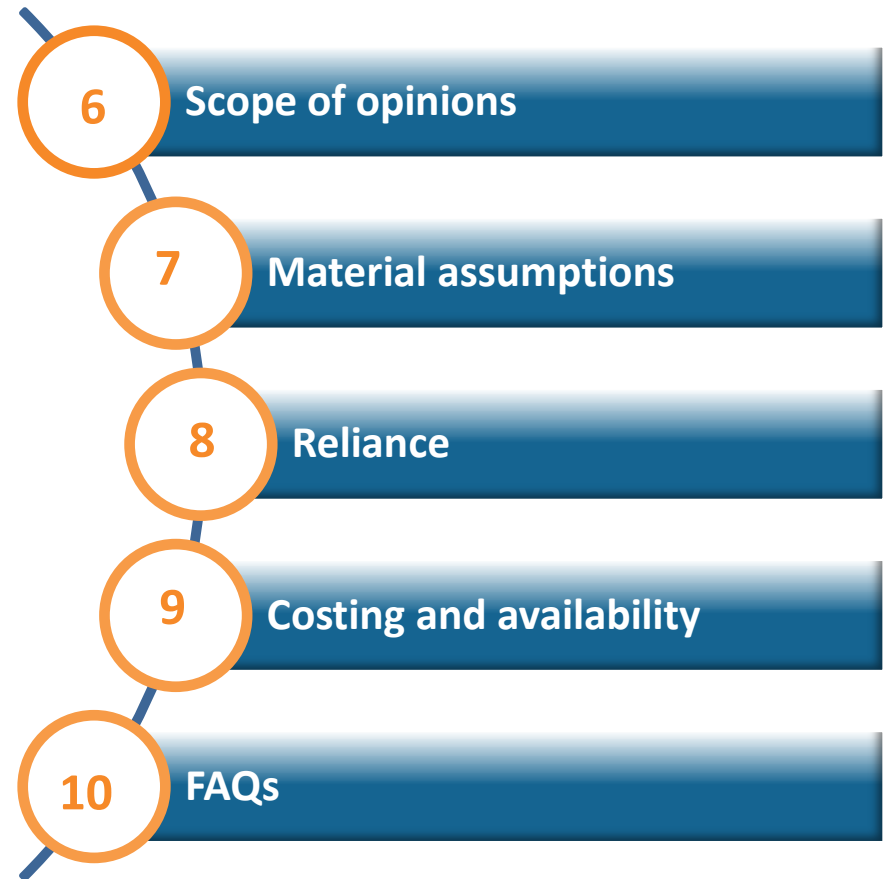 6
Scope of opinions
7
Material assumptions
8
Reliance
9
Costing and availability
10
FAQs